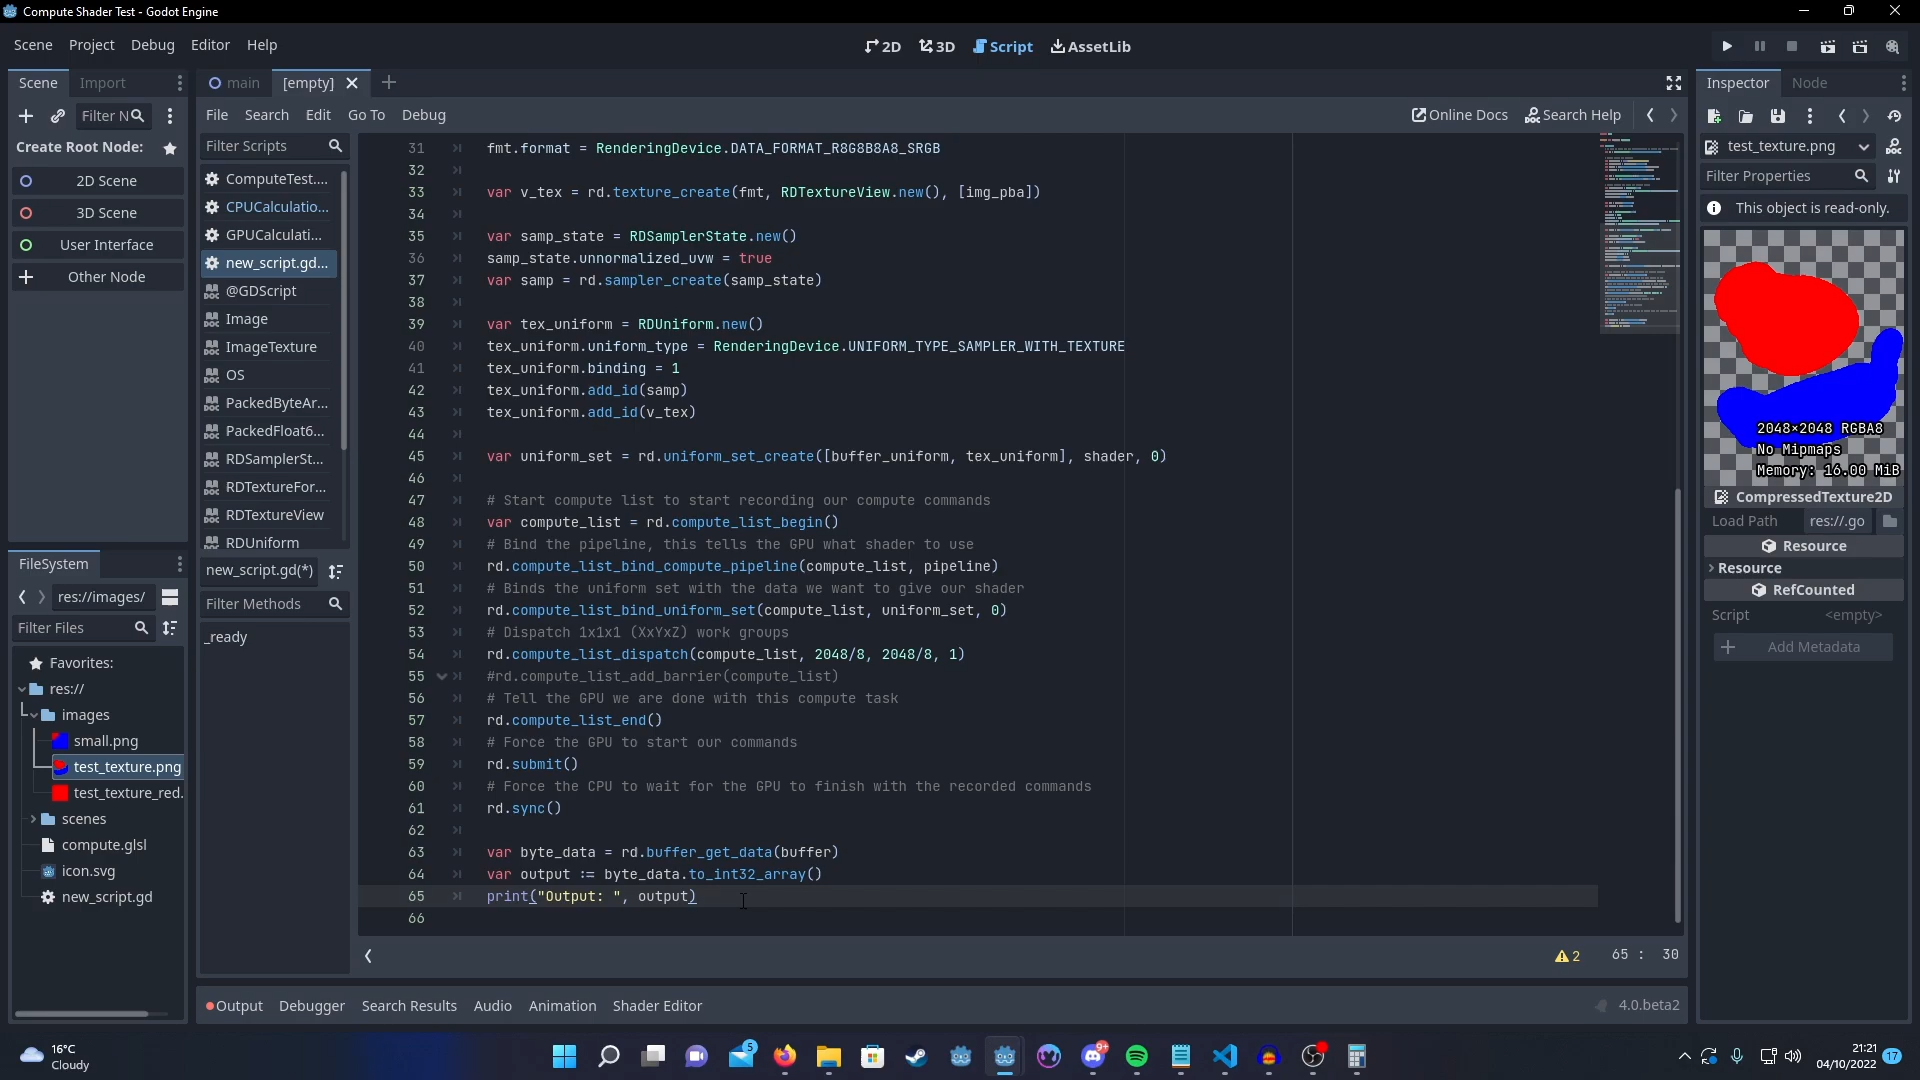 Compute Shader Test - Godot Engine
Scene Project Debug Editor Help
2D 3D Script AssetLib
Scene Import
Filter N
Create Root Node:
2D Scene
3D Scene
User Interface
Other Node
FileSystem
res://images/
Filter Files
Favorites:
res://
images
small.png
test_texture.png
test_texture_red.
scenes
compute.glsl
icon.svg
new_script.gd
main [empty]
File Search Edit Go To Debug
Online Docs Search Help
Filter Scripts
ComputeTest....
CPUCalculatio...
GPUCalculati...
new_script.gd...
@GDScript
Image
ImageTexture
OS
PackedByteAr...
PackedFloat6...
RDSamplerSt...
RDTextureFor...
RDTextureView
RDUniform
new_script.gd(*)
Filter Methods
_ready
31 fmt.format = RenderingDevice.DATA_FORMAT_R8G8B8A8_SRGB
32
33 var v_tex = rd.texture_create(fmt, RDTextureView.new(), [img_pba])
34
35 var samp_state = RDSamplerState.new()
36 samp_state.unnormalized_uvw = true
37 var samp = rd.sampler_create(samp_state)
38
39 var tex_uniform = RDUniform.new()
40 tex_uniform.uniform_type = RenderingDevice.UNIFORM_TYPE_SAMPLER_WITH_TEXTURE
41 tex_uniform.binding = 1
42 tex_uniform.add_id(samp)
43 tex_uniform.add_id(v_tex)
44
45 var uniform_set = rd.uniform_set_create([buffer_uniform, tex_uniform], shader, 0)
46
47 # Start compute list to start recording our compute commands
48 var compute_list = rd.compute_list_begin()
49 # Bind the pipeline, this tells the GPU what shader to use
50 rd.compute_list_bind_compute_pipeline(compute_list, pipeline)
51 # Binds the uniform set with the data we want to give our shader
52 rd.compute_list_bind_uniform_set(compute_list, uniform_set, 0)
53 # Dispatch 1x1x1 (XxYxZ) work groups
54 rd.compute_list_dispatch(compute_list, 2048/8, 2048/8, 1)
55 #rd.compute_list_add_barrier(compute_list)
56 # Tell the GPU we are done with this compute task
57 rd.compute_list_end()
58 # Force the GPU to start our commands
59 rd.submit()
60 # Force the CPU to wait for the GPU to finish with the recorded commands
61 rd.sync()
62
63 var byte_data = rd.buffer_get_data(buffer)
64 var output := byte_data.to_int32_array()
65 print("Output: ", output)
66
2 65 : 30
Output Debugger Search Results Audio Animation Shader Editor
4.0.beta2
Inspector Node
test_texture.png
Filter Properties
This object is read-only.
2048×2048 RGBA8
No Mipmaps
Memory: 16.00 MiB
CompressedTexture2D
Load Path res://.go
Resource
Resource
RefCounted
Script <empty>
Add Metadata
16°C
Cloudy
5
9+
21:21
04/10/2022
17